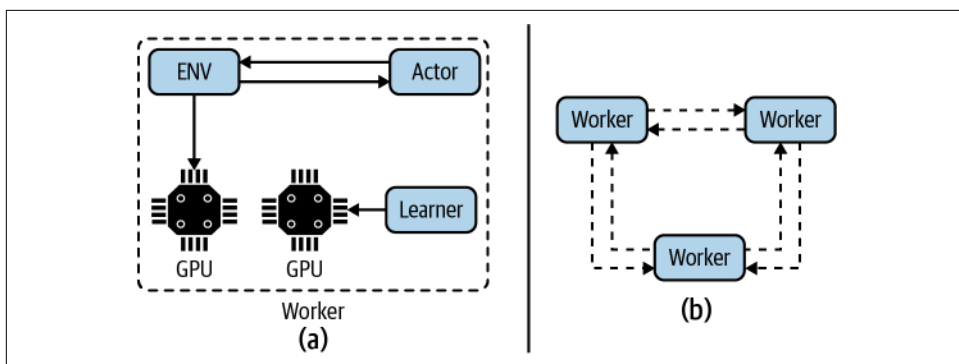 ENV
Actor
Learner
GPU
GPU
Worker
(a)
Worker
Worker
Worker
(b)